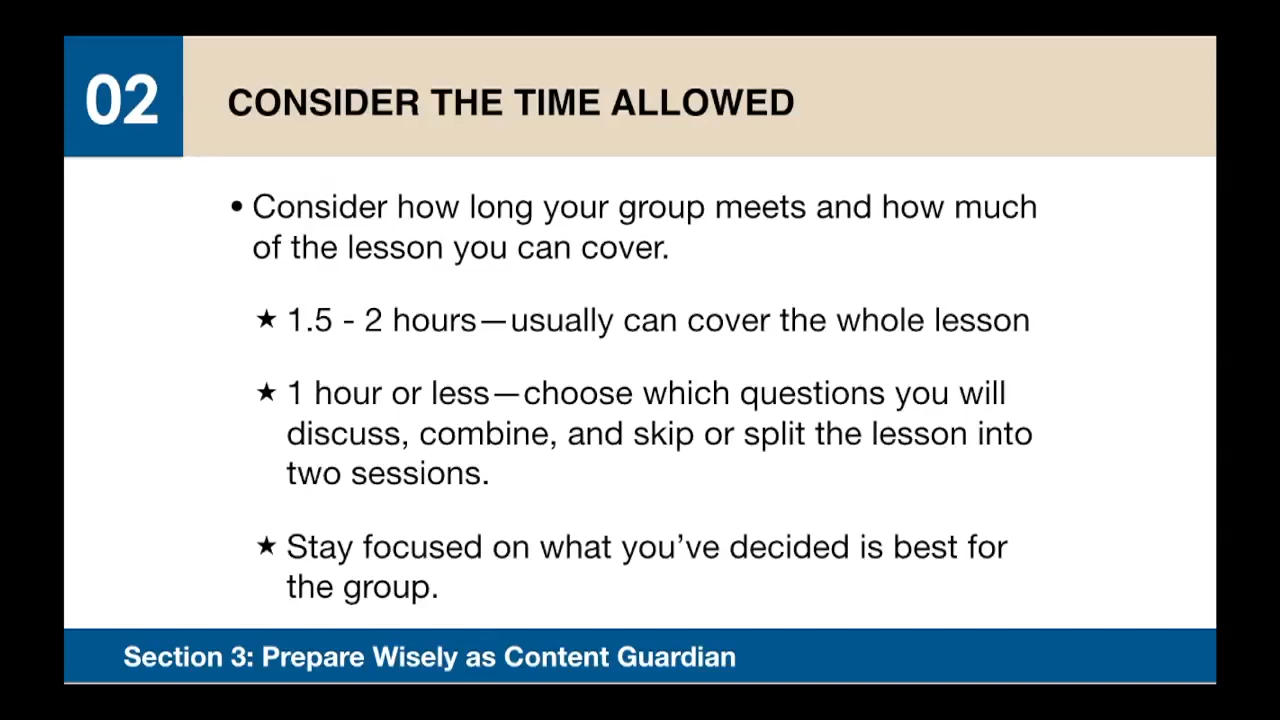 02
CONSIDER THE TIME ALLOWED
• Consider how long your group meets and how much
of the lesson you can cover.
★ 1.5 - 2 hours—usually can cover the whole lesson
★ 1 hour or less—choose which questions you will
discuss, combine, and skip or split the lesson into
two sessions.
★ Stay focused on what you’ve decided is best for
the group.
Section 3: Prepare Wisely as Content Guardian